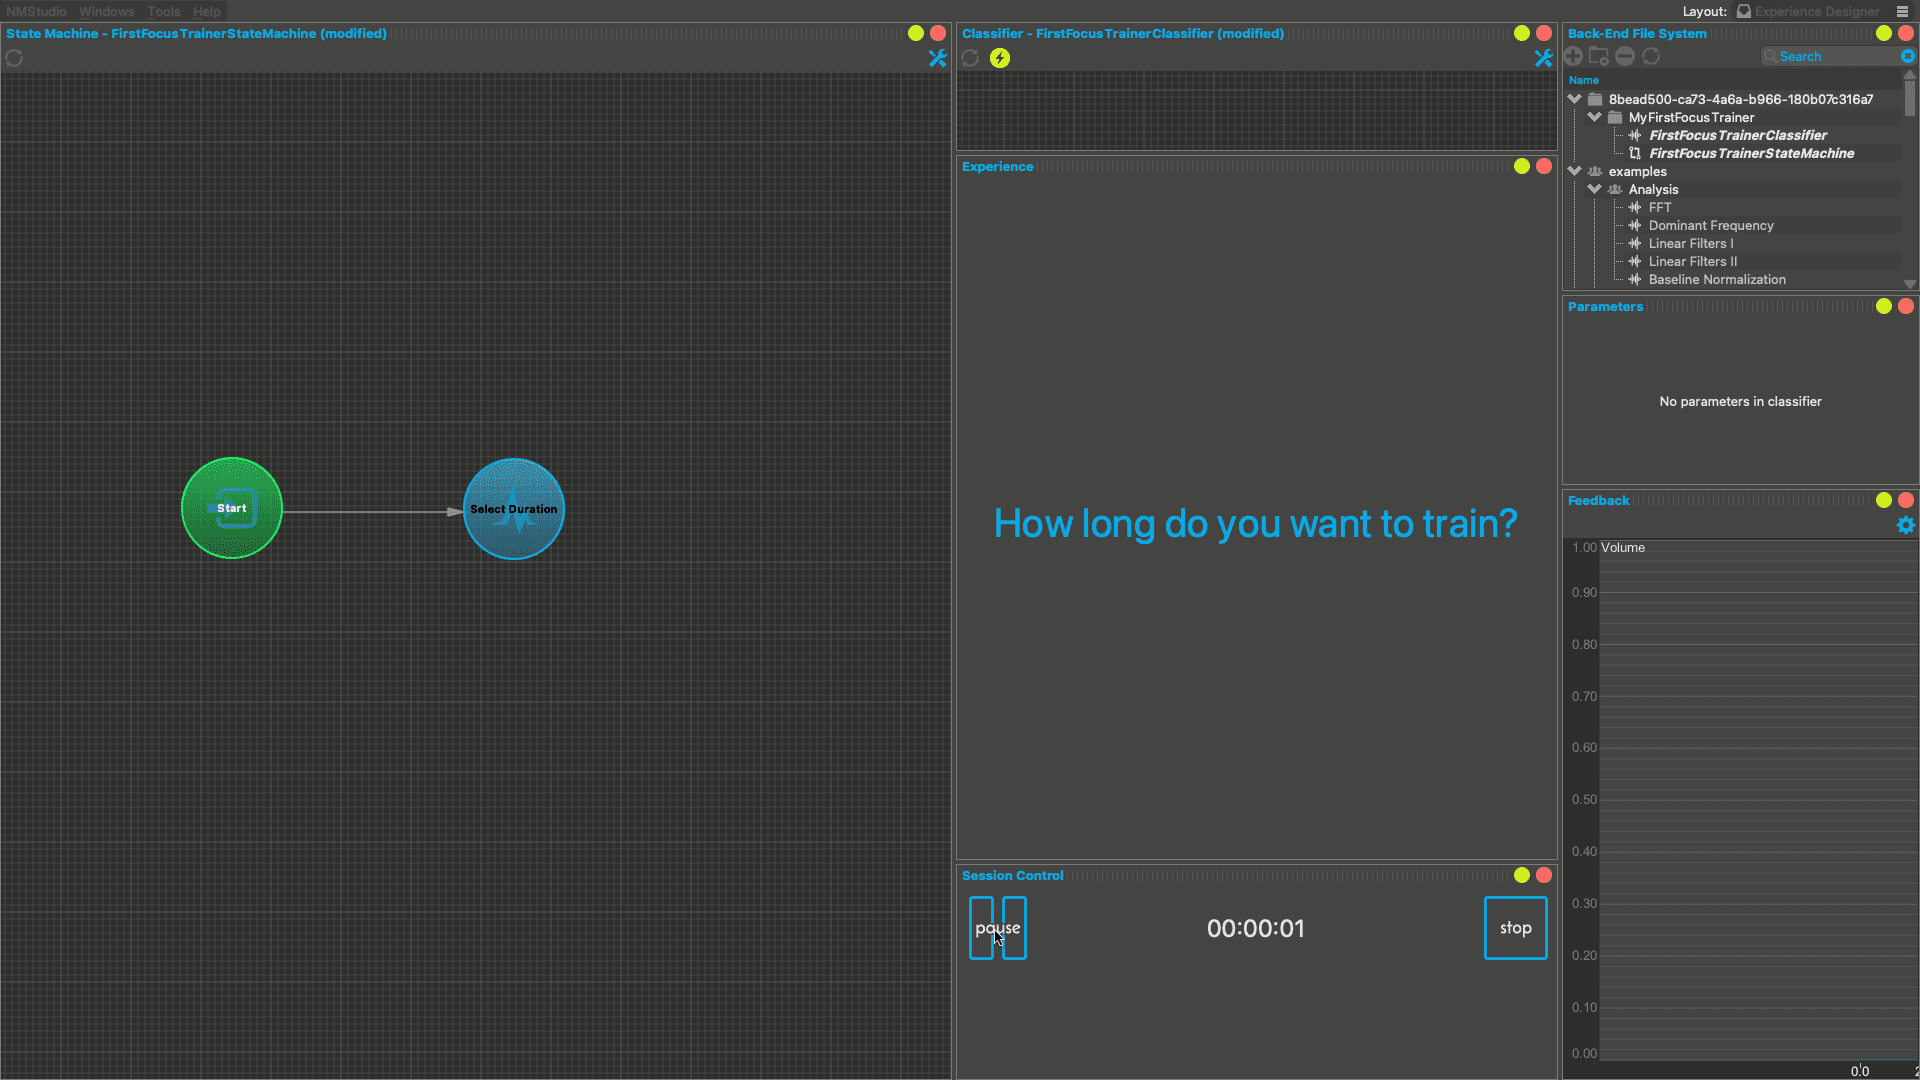 NMStudio Windows Tools Help
Layout: Experience Designer
State Machine - FirstFocusTrainerStateMachine (modified)
Start
Select Duration
Classifier - FirstFocusTrainerClassifier (modified)
Experience
How long do you want to train?
Session Control
pause
00:00:01
stop
Back-End File System
Search
Name
8bead500-ca73-4a6a-b966-180b07c316a7
MyFirstFocusTrainer
FirstFocusTrainerClassifier
FirstFocusTrainerStateMachine
examples
Analysis
FFT
Dominant Frequency
Linear Filters I
Linear Filters II
Baseline Normalization
Parameters
No parameters in classifier
Feedback
1.00 Volume
0.90
0.80
0.70
0.60
0.50
0.40
0.30
0.20
0.10
0.00
0.0